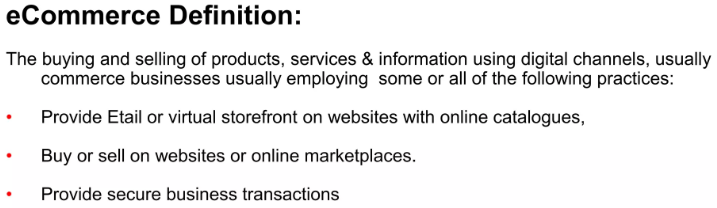 eCommerce Definition:
The buying and selling of products, services & information using digital channels, usually
commerce businesses usually employing some or all of the following practices:
• Provide Etail or virtual storefront on websites with online catalogues,
• Buy or sell on websites or online marketplaces.
• Provide secure business transactions